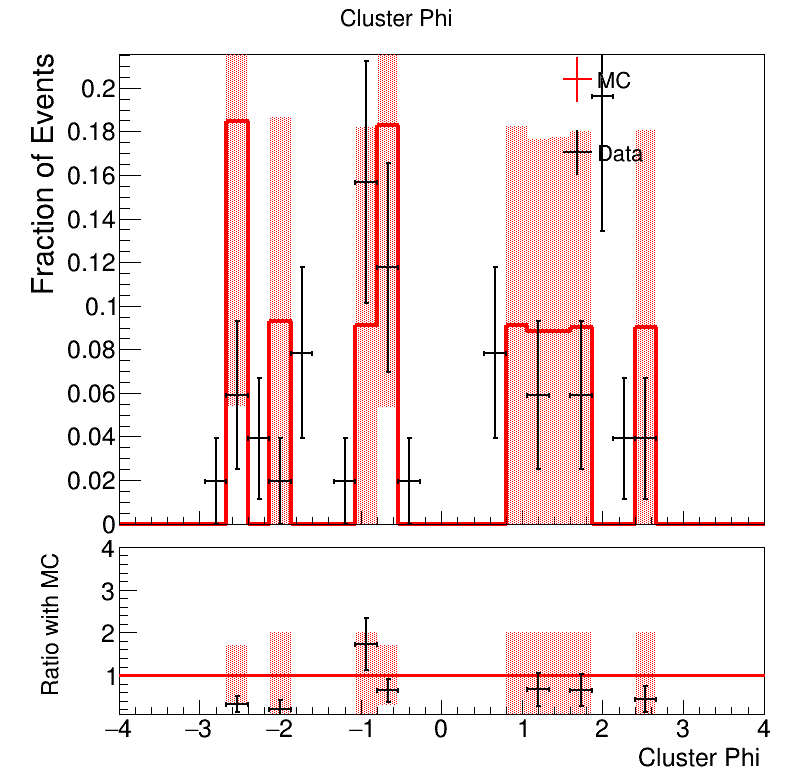 Cluster Phi
Fraction of Events
0.2
0.18
0.16
0.14
0.12
0.1
0.08
0.06
0.04
0.02
0
MC
Data
Ratio with MC
4
3
2
1
−4 −3 −2 −1 0 1 2 3 4
Cluster Phi